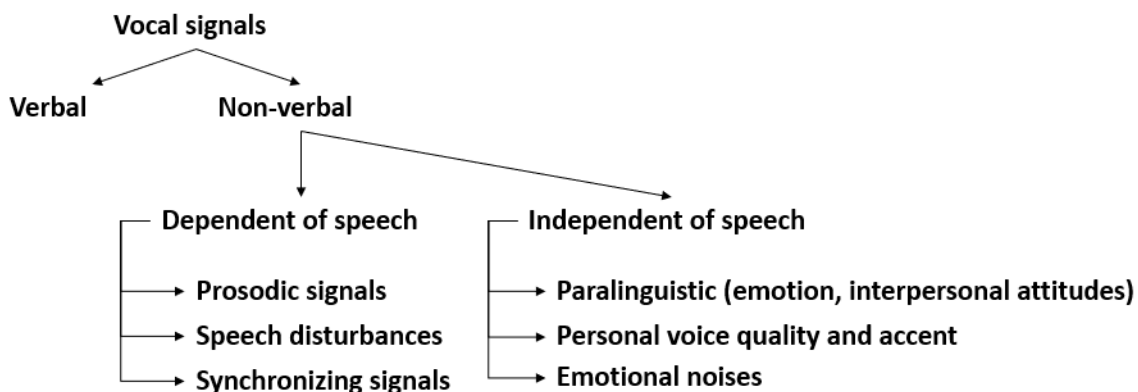 Vocal signals
Verbal
Non-verbal
Dependent of speech
Prosodic signals
Speech disturbances
Synchronizing signals
Independent of speech
Paralinguistic (emotion, interpersonal attitudes)
Personal voice quality and accent
Emotional noises